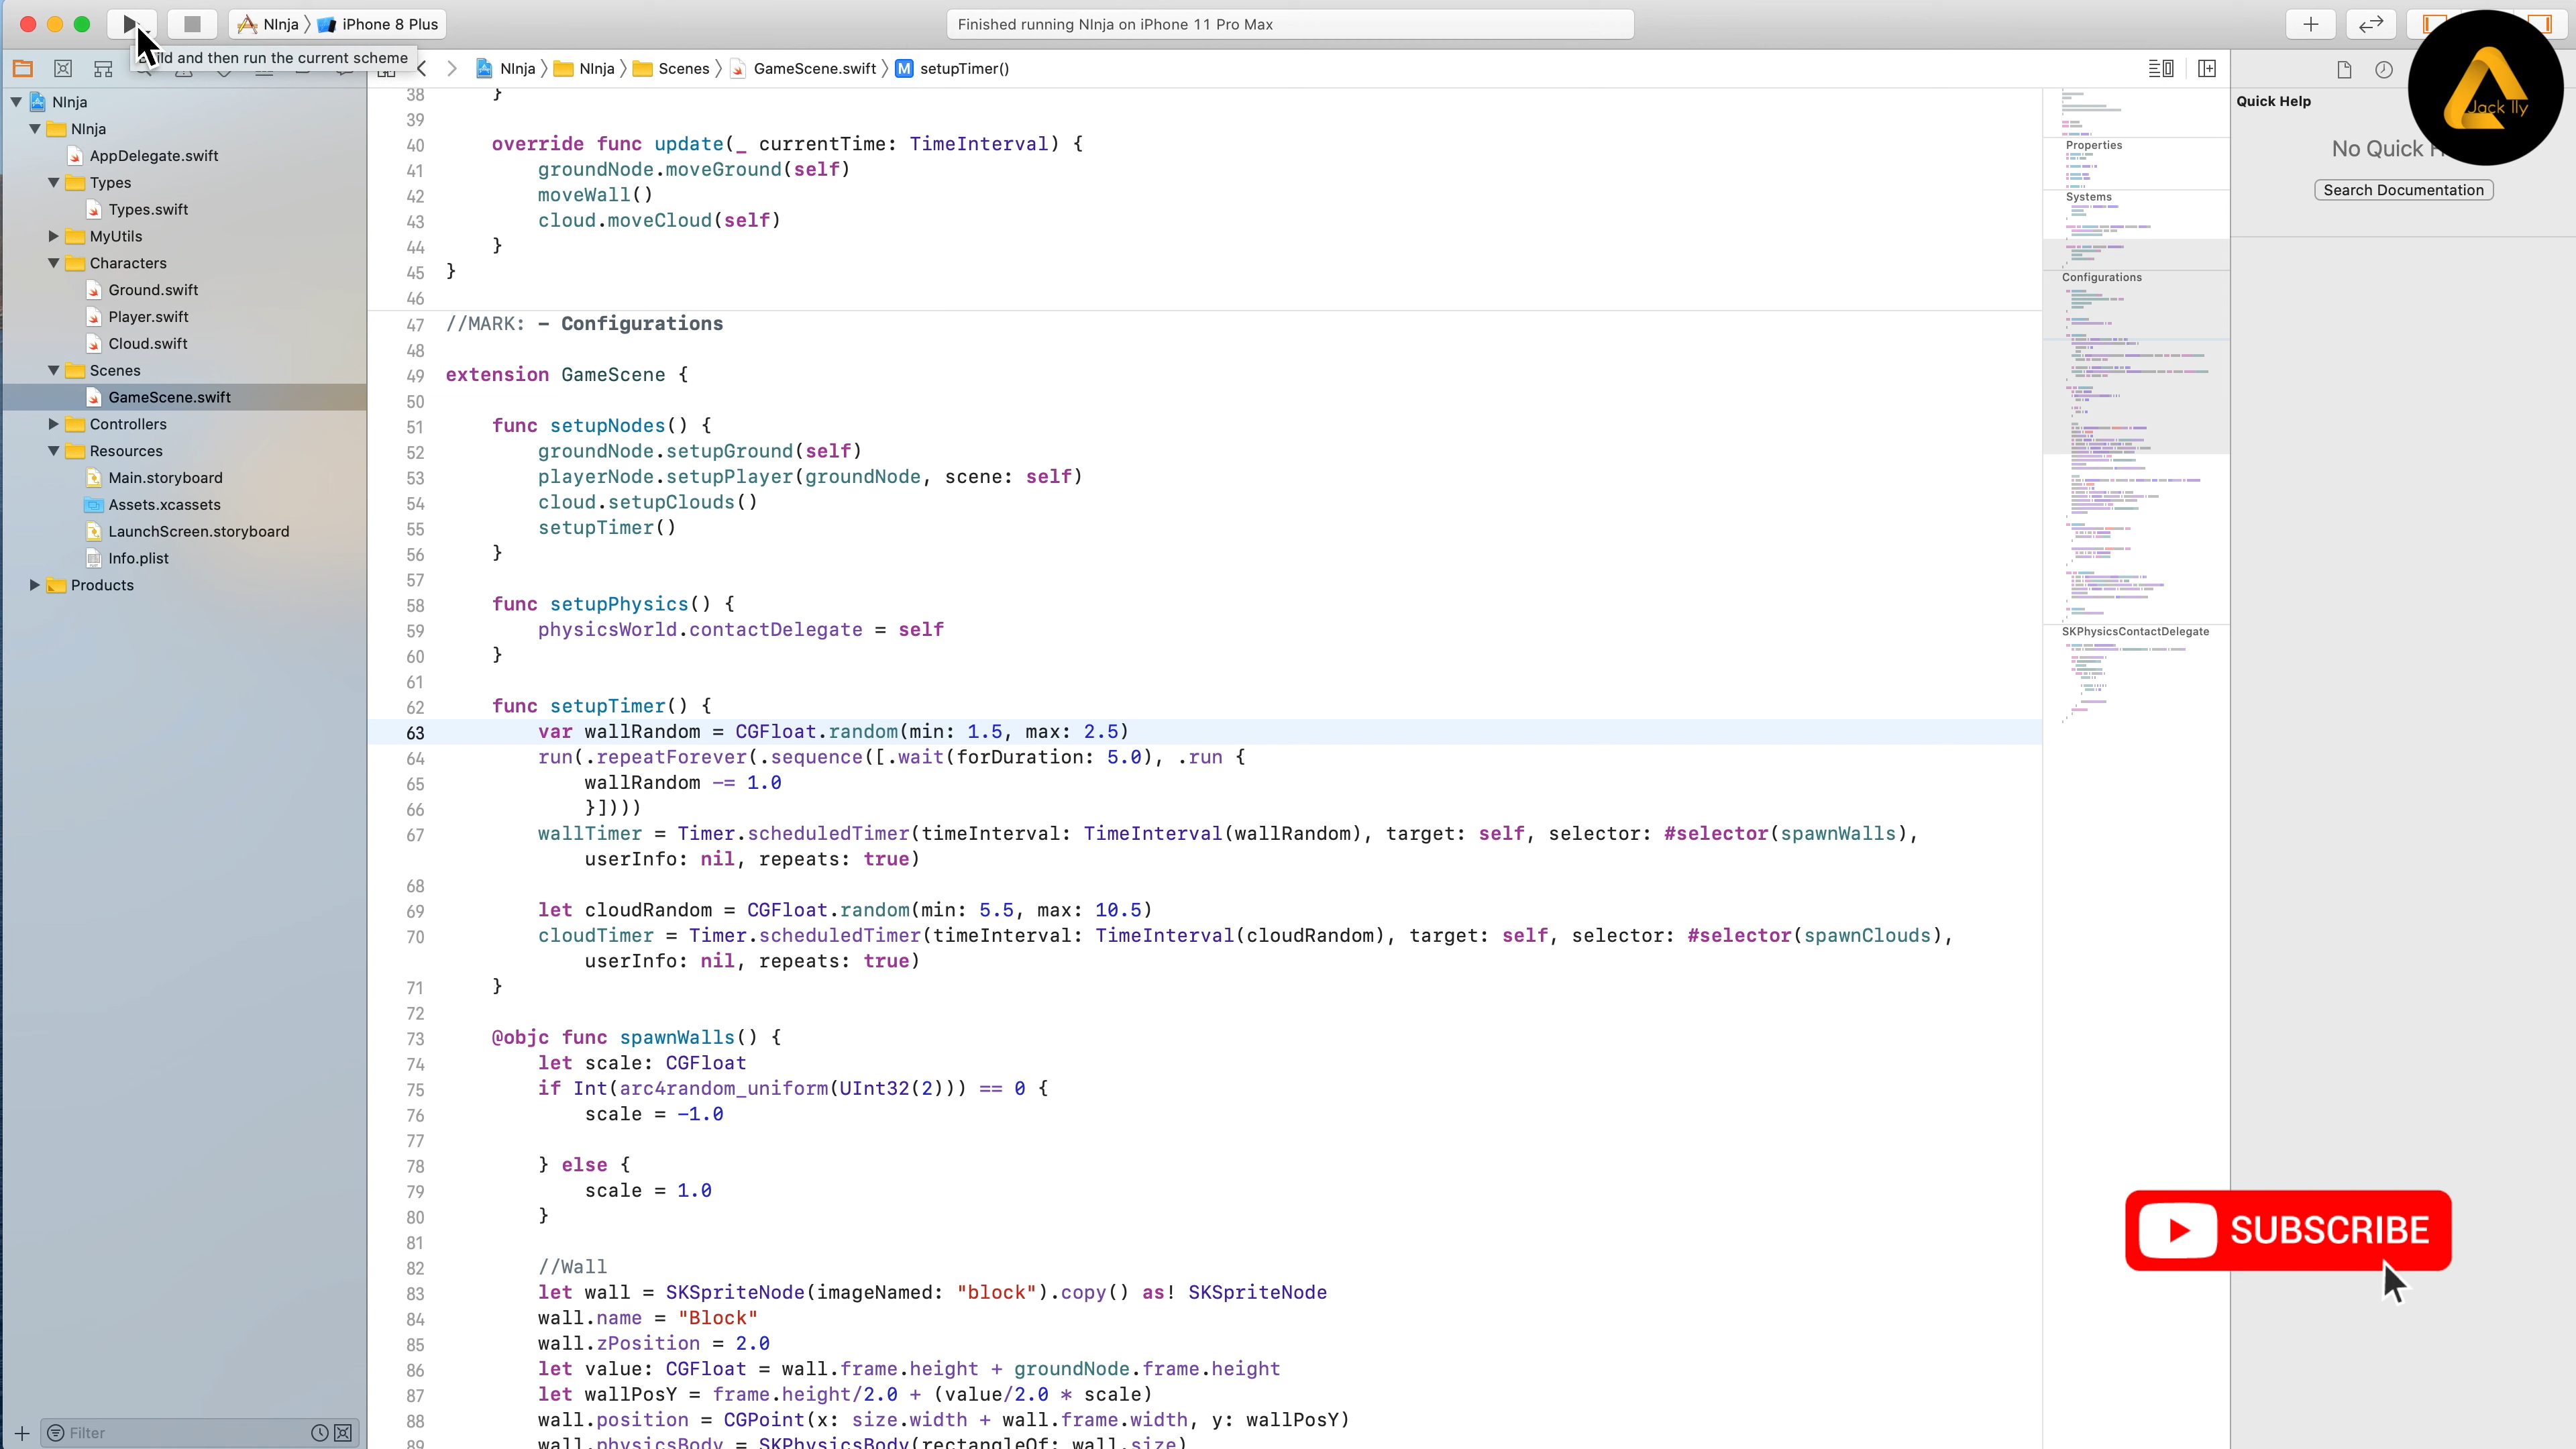 NInja
iPhone 8 Plus
Finished running NInja on iPhone 11 Pro Max
and then run the current scheme
NInja
NInja
Scenes
GameScene.swift
M
setupTimer()
NInja
NInja
AppDelegate.swift
Types
Types.swift
MyUtils
Characters
Ground.swift
Player.swift
Cloud.swift
Scenes
GameScene.swift
Controllers
Resources
Main.storyboard
Assets.xcassets
LaunchScreen.storyboard
Info.plist
Products
Filter
38 }
39
40 override func update(_ currentTime: TimeInterval) {
41 groundNode.moveGround(self)
42 moveWall()
43 cloud.moveCloud(self)
44 }
45 }
46
47 //MARK: - Configurations
48
49 extension GameScene {
50
51 func setupNodes() {
52 groundNode.setupGround(self)
53 playerNode.setupPlayer(groundNode, scene: self)
54 cloud.setupClouds()
55 setupTimer()
56 }
57
58 func setupPhysics() {
59 physicsWorld.contactDelegate = self
60 }
61
62 func setupTimer() {
63 var wallRandom = CGFloat.random(min: 1.5, max: 2.5)
64 run(.repeatForever(.sequence([.wait(forDuration: 5.0), .run {
65 wallRandom -= 1.0
66 }])))
67 wallTimer = Timer.scheduledTimer(timeInterval: TimeInterval(wallRandom), target: self, selector: #selector(spawnWalls),
userInfo: nil, repeats: true)
68
69 let cloudRandom = CGFloat.random(min: 5.5, max: 10.5)
70 cloudTimer = Timer.scheduledTimer(timeInterval: TimeInterval(cloudRandom), target: self, selector: #selector(spawnClouds),
userInfo: nil, repeats: true)
71 }
72
73 @objc func spawnWalls() {
74 let scale: CGFloat
75 if Int(arc4random_uniform(UInt32(2))) == 0 {
76 scale = -1.0
77
78 } else {
79 scale = 1.0
80 }
81
82 //Wall
83 let wall = SKSpriteNode(imageNamed: "block").copy() as! SKSpriteNode
84 wall.name = "Block"
85 wall.zPosition = 2.0
86 let value: CGFloat = wall.frame.height + groundNode.frame.height
87 let wallPosY = frame.height/2.0 + (value/2.0 * scale)
88 wall.position = CGPoint(x: size.width + wall.frame.width, y: wallPosY)
89 wall.physicsBody = SKPhysicsBody(rectangleOf: wall.size)
Properties
Systems
Configurations
SKPhysicsContactDelegate
Quick Help
No Quick
Search Documentation
Jack Ily
SUBSCRIBE